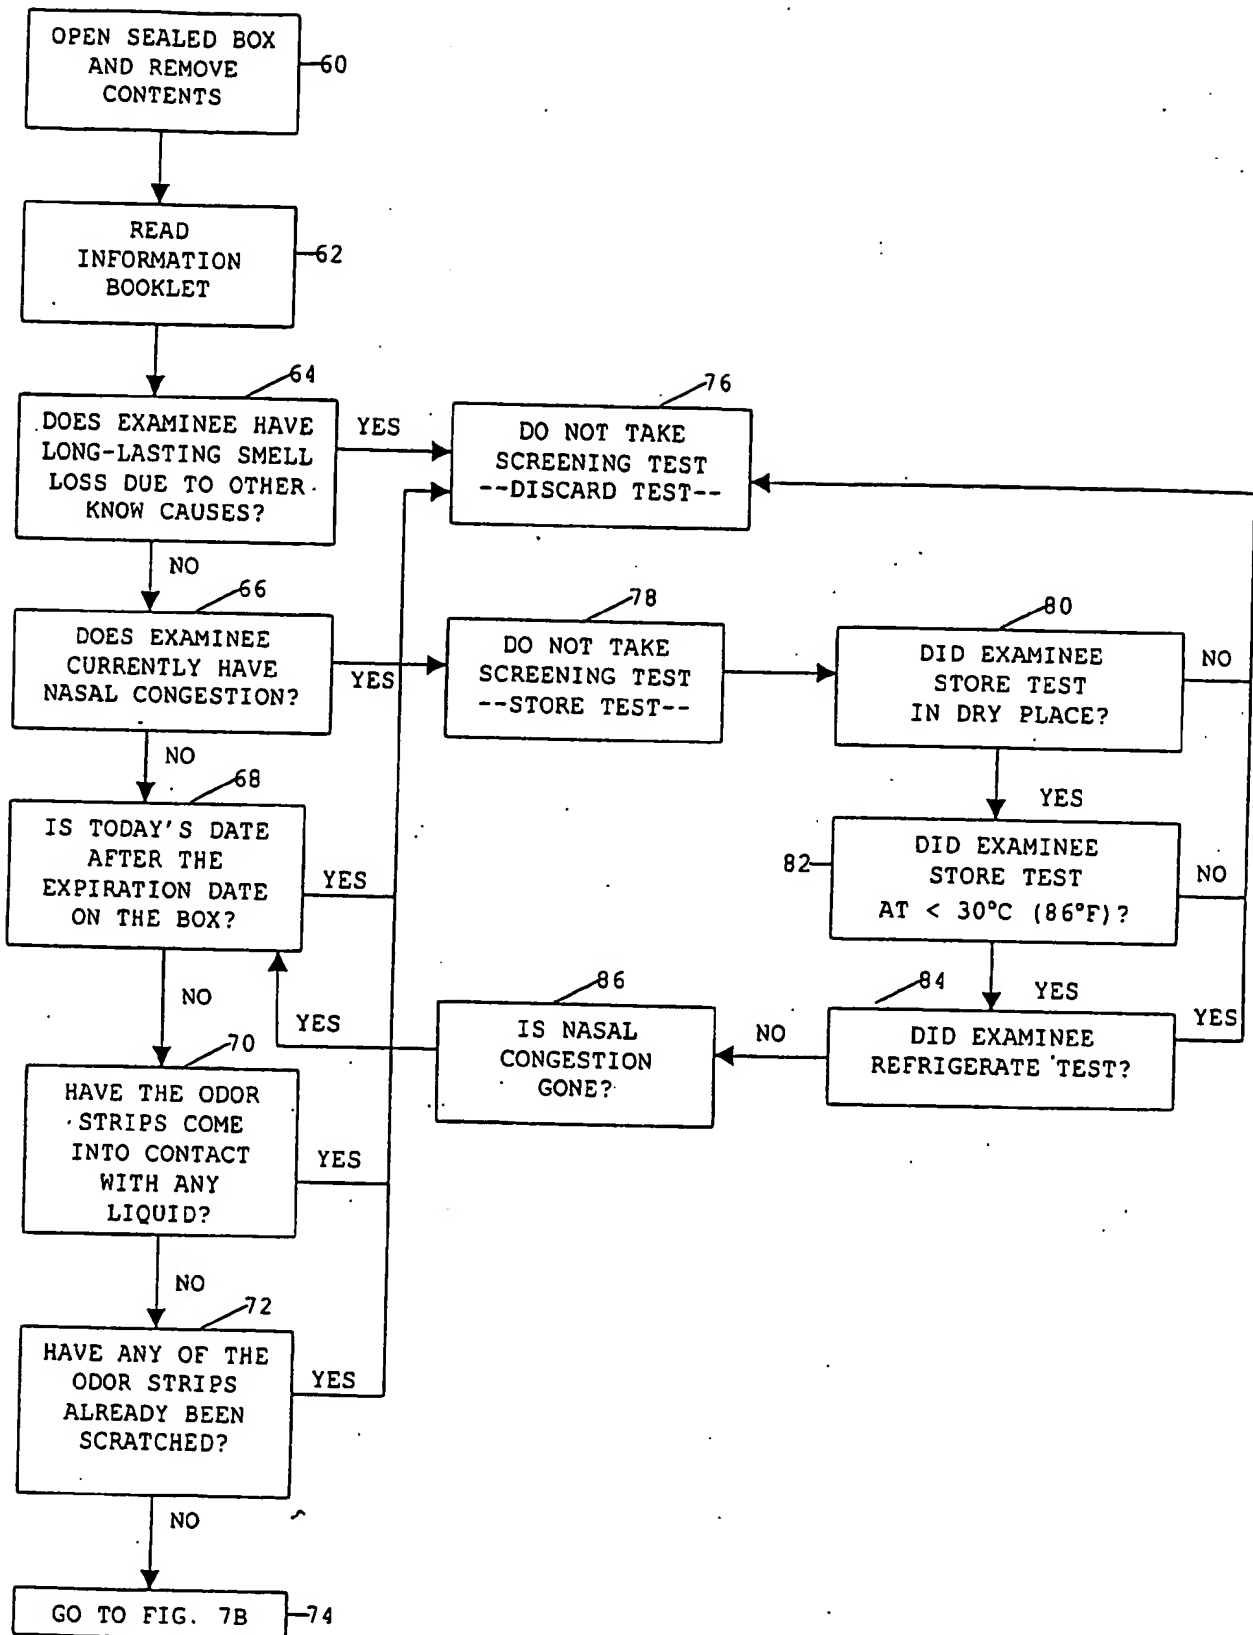 OPEN SEALED BOX
AND REMOVE
CONTENTS
60
READ
INFORMATION
BOOKLET
62
64
DOES EXAMINEE HAVE
LONG-LASTING SMELL
LOSS DUE TO OTHER
KNOW CAUSES?
YES
NO
76
DO NOT TAKE
SCREENING TEST
--DISCARD TEST--
66
DOES EXAMINEE
CURRENTLY HAVE
NASAL CONGESTION?
YES
NO
78
DO NOT TAKE
SCREENING TEST
--STORE TEST--
80
DID EXAMINEE
STORE TEST
IN DRY PLACE?
NO
YES
68
IS TODAY'S DATE
AFTER THE
EXPIRATION DATE
ON THE BOX?
YES
NO
82
DID EXAMINEE
STORE TEST
AT < 30°C (86°F)?
NO
YES
84
DID EXAMINEE
REFRIGERATE TEST?
YES
NO
86
IS NASAL
CONGESTION
GONE?
YES
70
HAVE THE ODOR
STRIPS COME
INTO CONTACT
WITH ANY
LIQUID?
YES
NO
72
HAVE ANY OF THE
ODOR STRIPS
ALREADY BEEN
SCRATCHED?
YES
NO
GO TO FIG. 7B
74